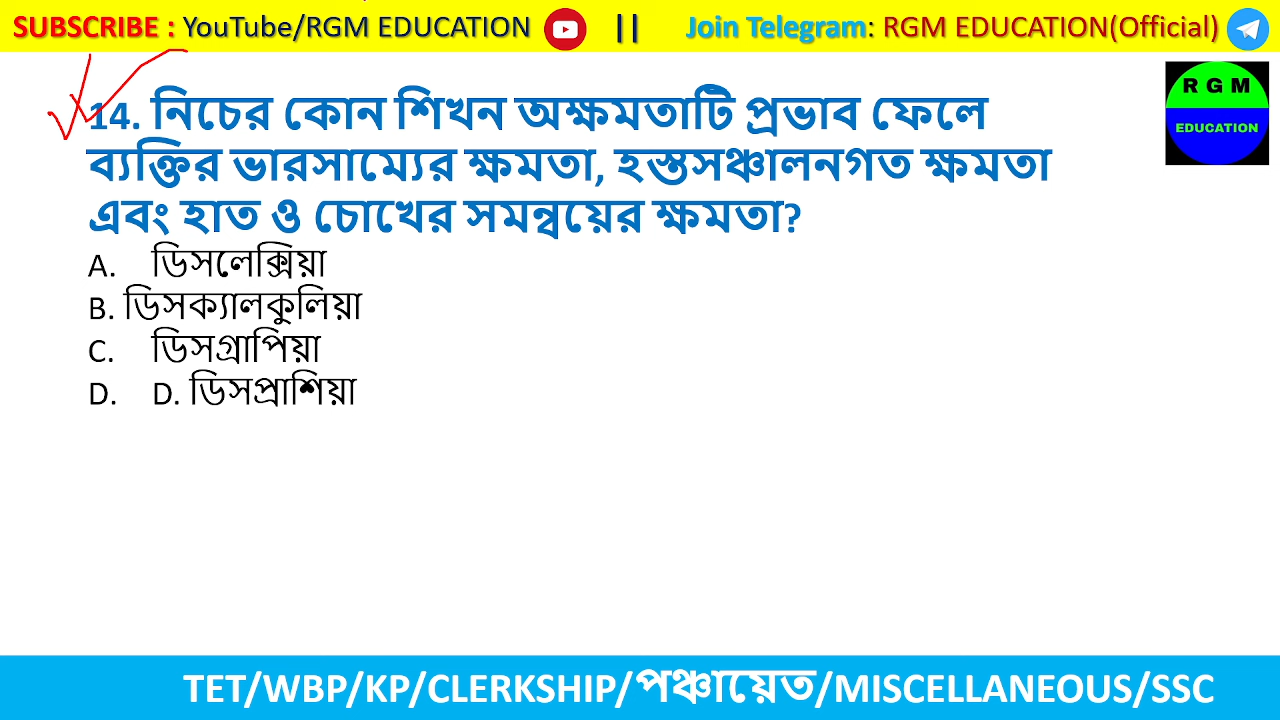 SUBSCRIBE : YouTube/RGM EDUCATION || Join Telegram: RGM EDUCATION(Official)
R G M
EDUCATION
14. নিচের কোন শিখন অক্ষমতাটি প্রভাব ফেলে
ব্যক্তির ভারসাম্যের ক্ষমতা, হস্তসঞ্চালনগত ক্ষমতা
এবং হাত ও চোখের সমন্বয়ের ক্ষমতা?
A. ডিসলেক্সিয়া
B. ডিসক্যালকুলিয়া
C. ডিসগ্রাপিয়া
D. D. ডিসপ্রাশিয়া
TET/WBP/KP/CLERKSHIP/পঞ্চায়েত/MISCELLANEOUS/SSC